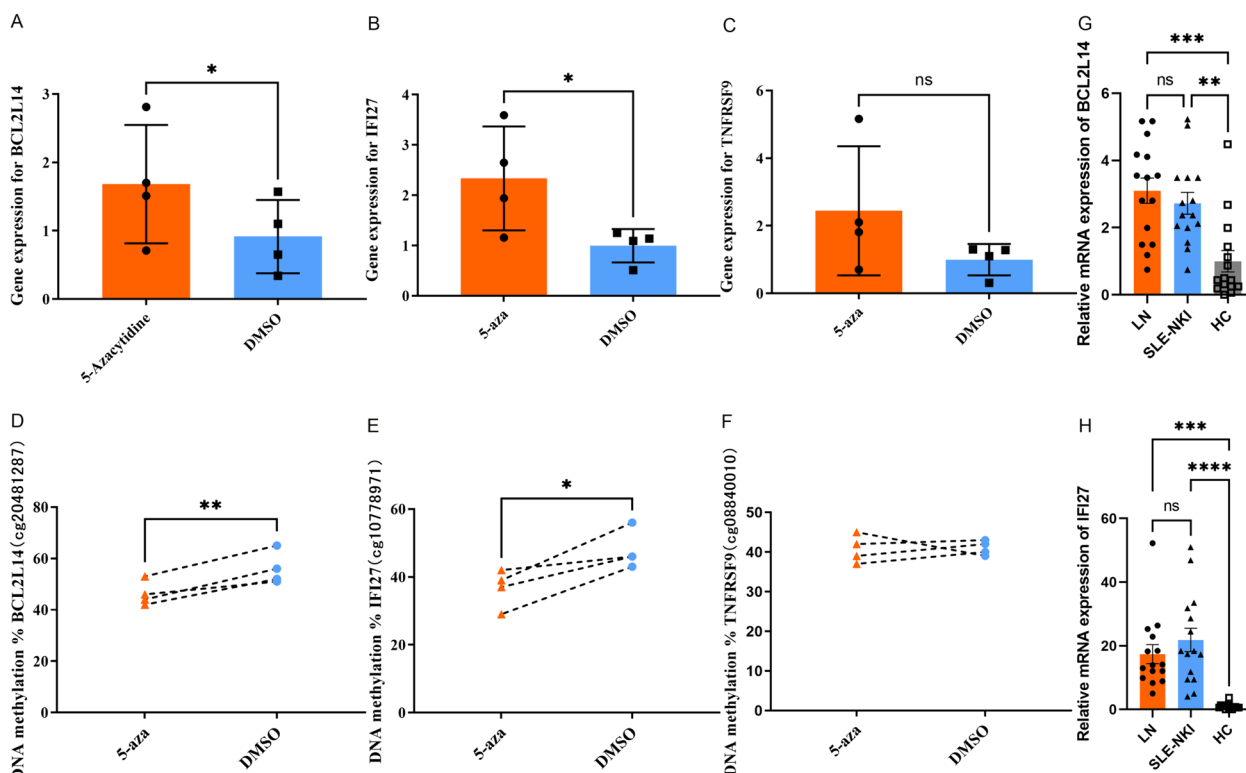 A
Gene expression for BCL2L14
3
2
1
0
*
5-Azacytidine
DMSO
B
Gene expression for IFI27
4
3
2
1
0
*
5-aza
DMSO
C
Gene expression for TNFRSF9
6
4
2
0
ns
5-aza
DMSO
G
Relative mRNA expression of BCL2L14
6
4
2
0
***
ns
**
LN
SLE-NKI
HC
D
DNA methylation % BCL2L14(cg20481287)
80
60
40
20
0
**
5-aza
DMSO
E
DNA methylation % IFI27(cg10778971)
60
40
20
0
*
5-aza
DMSO
F
DNA methylation % TNFRSF9(cg08840010)
50
40
30
20
10
0
5-aza
DMSO
H
Relative mRNA expression of IFI27
60
40
20
0
***
****
ns
LN
SLE-NKI
HC